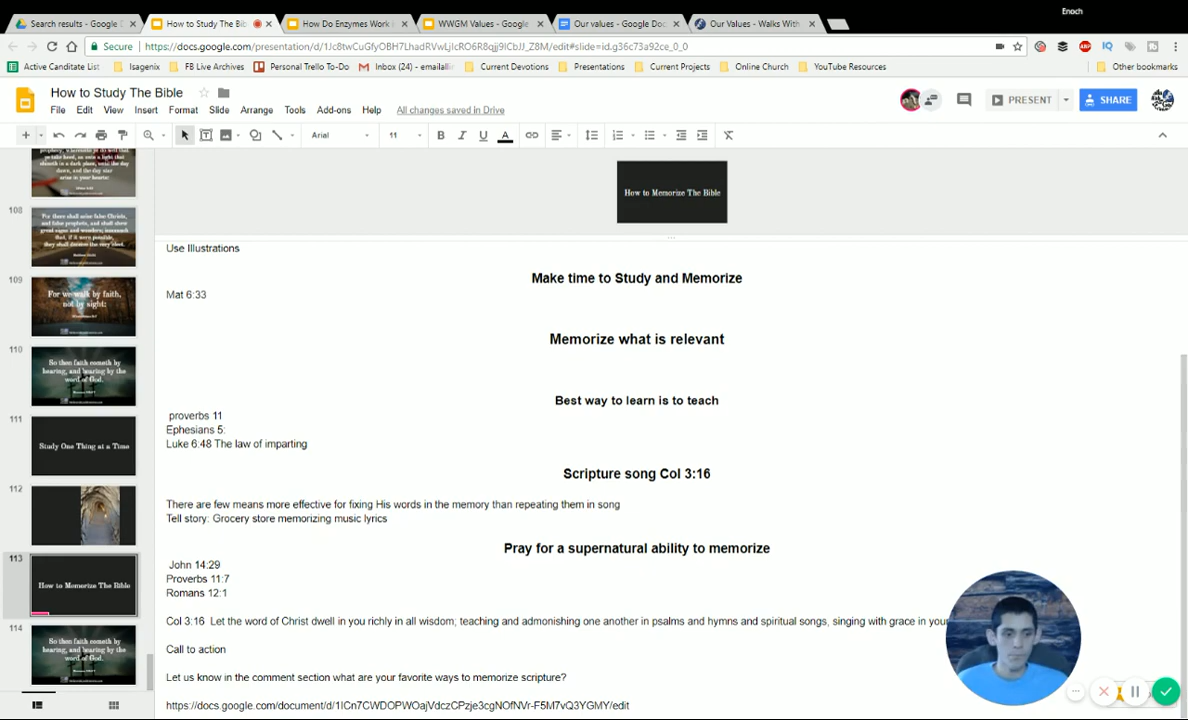 Enoch
Search results - Google D
How to Study The Bibl
How Do Enzymes Work
WWGM Values - Google
Our values - Google Doc
Our Values - Walks With
Secure
https://docs.google.com/presentation/d/1Jc8twCuGfyOBH7LhadRVwLjIcRO6R8qjj9lCbJJ_Z8M/edit#slide=id.g36c73a92ce_0_0
Active Canditate List
Isagenix
FB Live Archives
Personal Trello To-Do
Inbox (24) - emailalli
Current Devotions
Presentations
Current Projects
Online Church
YouTube Resources
Other bookmarks
How to Study The Bible
File Edit View Insert Format Slide Arrange Tools Add-ons Help All changes saved in Drive
PRESENT
SHARE
Arial
11
B I U A
How to Memorize The Bible
108
For there shall arise false Christs,
and false prophets, and shall shew
great signs and wonders; insomuch
that, if it were possible,
they shall deceive the very elect.
109
For we walk by faith,
not by sight:
110
So then faith cometh by
hearing, and hearing by the
word of God.
111
Study One Thing at a Time
112
113
How to Memorize The Bible
114
So then faith cometh by
hearing, and hearing by the
word of God.
Use Illustrations
Make time to Study and Memorize
Mat 6:33
Memorize what is relevant
Best way to learn is to teach
proverbs 11
Ephesians 5:
Luke 6:48 The law of imparting
Scripture song Col 3:16
There are few means more effective for fixing His words in the memory than repeating them in song
Tell story: Grocery store memorizing music lyrics
Pray for a supernatural ability to memorize
John 14:29
Proverbs 11:7
Romans 12:1
Col 3:16 Let the word of Christ dwell in you richly in all wisdom; teaching and admonishing one another in psalms and hymns and spiritual songs, singing with grace in your
Call to action
Let us know in the comment section what are your favorite ways to memorize scripture?
https://docs.google.com/document/d/1lCn7CWDOPWOajVdczCPzje3cgNOfNVr-F5M7vQ3YGMY/edit